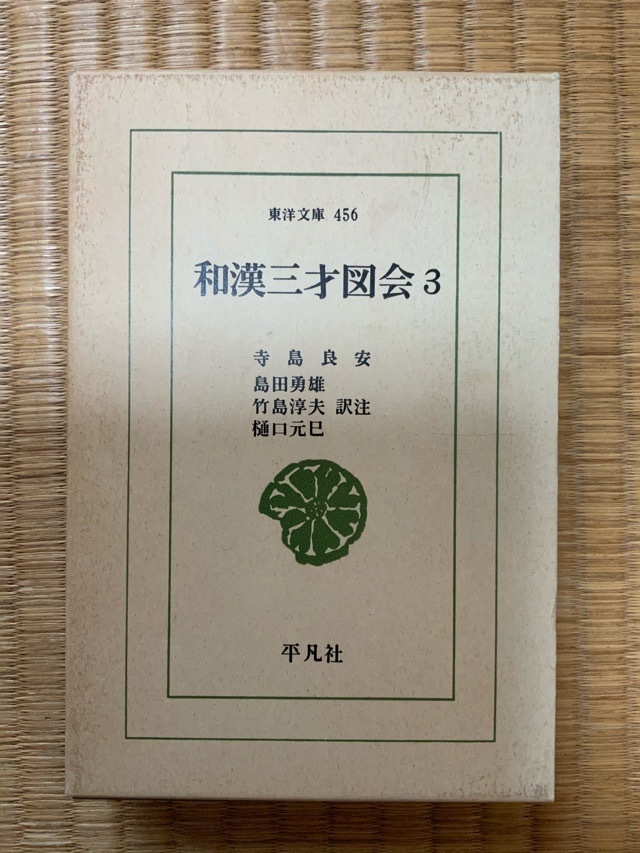 東洋文庫 456
和漢三才図会3
寺島良安
島田勇雄
竹島淳夫 訳注
樋口元巳
平凡社